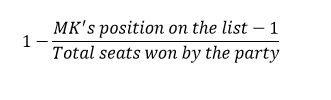 1 − (MK's position on the list − 1) / (Total seats won by the party)